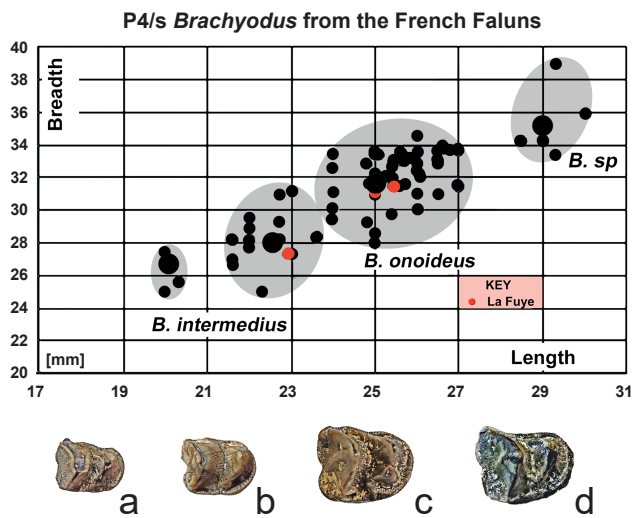 P4/s Brachyodus from the French Faluns
40
38
36
34
32
30
28
26
24
22
20
Breadth
B. sp
B. onoideus
B. intermedius
KEY
La Fuye
[mm]
Length
17 19 21 23 25 27 29 31
a b c d